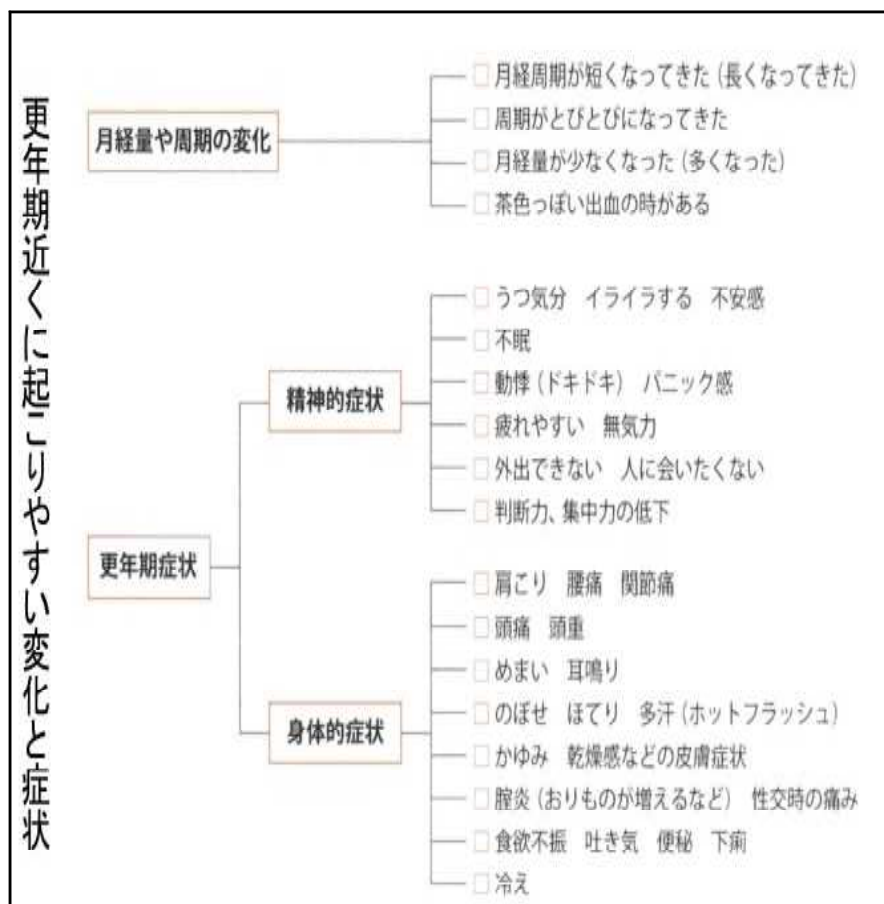 更年期近くに起こりやすい変化と症状
月経量や周期の変化
□月経周期が短くなってきた（長くなってきた）
□周期がとびとびになってきた
□月経量が少なくなった（多くなった）
□茶色っぽい出血の時がある
更年期症状
精神的症状
□うつ気分　イライラする　不安感
□不眠
□動悸（ドキドキ）　パニック感
□疲れやすい　無気力
□外出できない　人に会いたくない
□判断力、集中力の低下
身体的症状
□肩こり　腰痛　関節痛
□頭痛　頭重
□めまい　耳鳴り
□のぼせ　ほてり　多汗（ホットフラッシュ）
□かゆみ　乾燥感などの皮膚症状
□膣炎（おりものが増えるなど）　性交時の痛み
□食欲不振　吐き気　便秘　下痢
□冷え